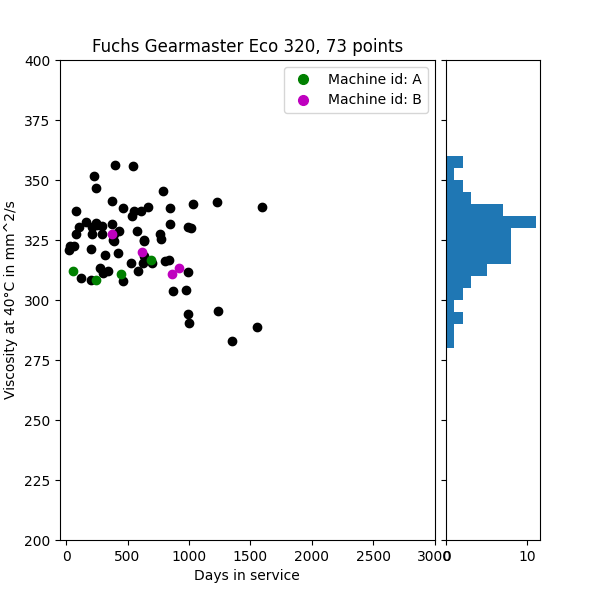 Fuchs Gearmaster Eco 320, 73 points
Machine id: A
Machine id: B
Viscosity at 40°C in mm^2/s
400
375
350
325
300
275
250
225
200
0 500 1000 1500 2000 2500 3000
0 10
Days in service